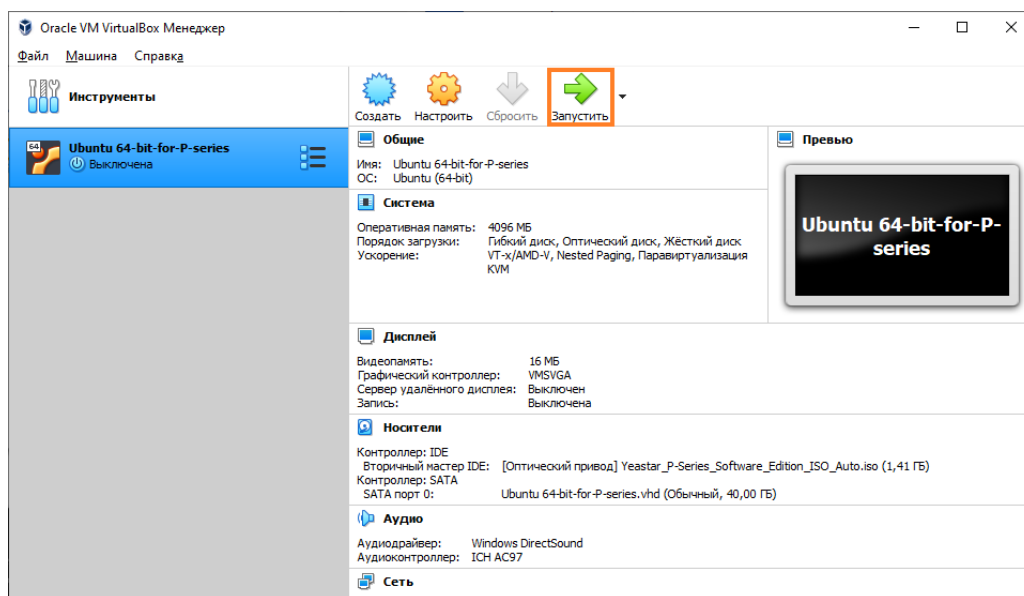 Oracle VM VirtualBox Менеджер
Файл Машина Справка
Инструменты
Создать Настроить Сбросить Запустить
64
Ubuntu 64-bit-for-P-series
Выключена
Общие
Имя: Ubuntu 64-bit-for-P-series
ОС: Ubuntu (64-bit)
Превью
Ubuntu 64-bit-for-P-
series
Система
Оперативная память: 4096 МБ
Порядок загрузки: Гибкий диск, Оптический диск, Жёсткий диск
Ускорение: VT-x/AMD-V, Nested Paging, Паравиртуализация
KVM
Дисплей
Видеопамять: 16 МБ
Графический контроллер: VMSVGA
Сервер удалённого дисплея: Выключен
Запись: Выключена
Носители
Контроллер: IDE
Вторичный мастер IDE: [Оптический привод] Yeastar_P-Series_Software_Edition_ISO_Auto.iso (1,41 ГБ)
Контроллер: SATA
SATA порт 0: Ubuntu 64-bit-for-P-series.vhd (Обычный, 40,00 ГБ)
Аудио
Аудиодрайвер: Windows DirectSound
Аудиоконтроллер: ICH AC97
Сеть